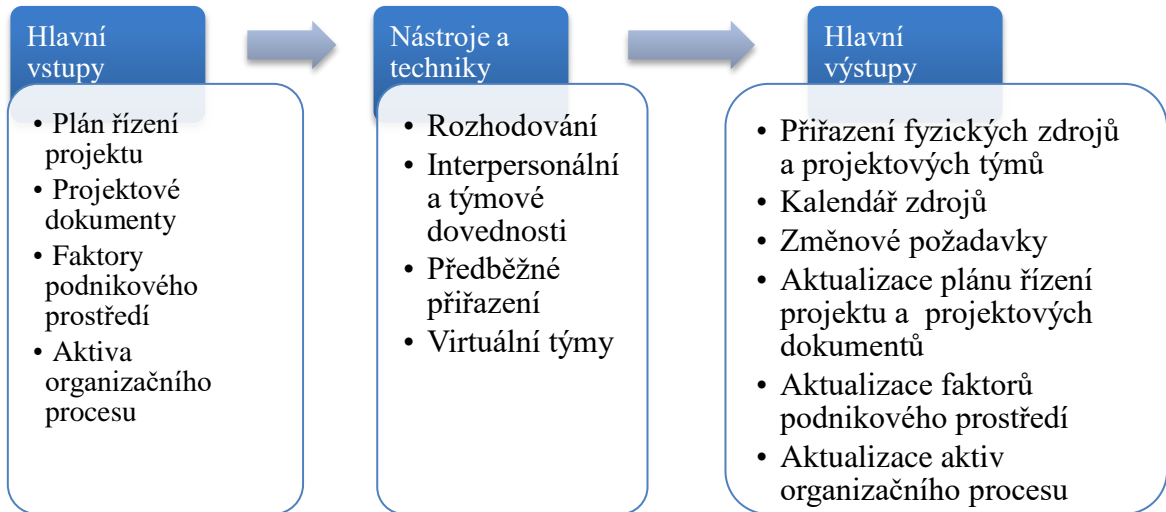 Hlavní
vstupy
• Plán řízení
projektu
• Projektové
dokumenty
• Faktory
podnikového
prostředí
• Aktiva
organizačního
procesu
Nástroje a
techniky
• Rozhodování
• Interpersonální
a týmové
dovednosti
• Předběžné
přiřazení
• Virtuální týmy
Hlavní
výstupy
• Přiřazení fyzických zdrojů
a projektových týmů
• Kalendář zdrojů
• Změnové požadavky
• Aktualizace plánu řízení
projektu a projektových
dokumentů
• Aktualizace faktorů
podnikového prostředí
• Aktualizace aktiv
organizačního procesu